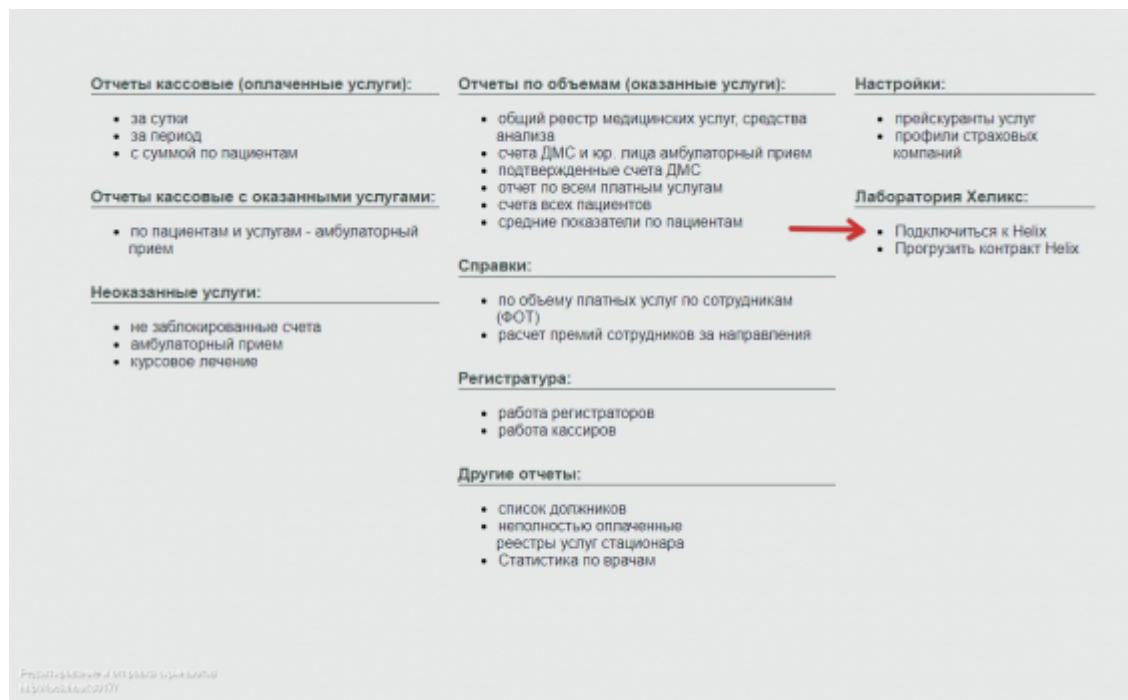 Отчеты кассовые (оплаченные услуги):
за сутки
за период
с суммой по пациентам
Отчеты кассовые с оказанными услугами:
по пациентам и услугам - амбулаторный
прием
Неоказанные услуги:
не заблокированные счета
амбулаторный прием
курсовое лечение
Отчеты по объемам (оказанные услуги):
общий реестр медицинских услуг, средства
анализа
счета ДМС и юр. лица амбулаторный прием
подтвержденные счета ДМС
отчет по всем платным услугам
счета всех пациентов
средние показатели по пациентам
Справки:
по объему платных услуг по сотрудникам
(ФОТ)
расчет премий сотрудников за направления
Регистратура:
работа регистраторов
работа кассиров
Другие отчеты:
список должников
неполностью оплаченные
реестры услуг стационара
Статистика по врачам
Настройки:
прейскуранты услуг
профили страховых
компаний
Лаборатория Хеликс:
Подключиться к Helix
Прогрузить контракт Helix